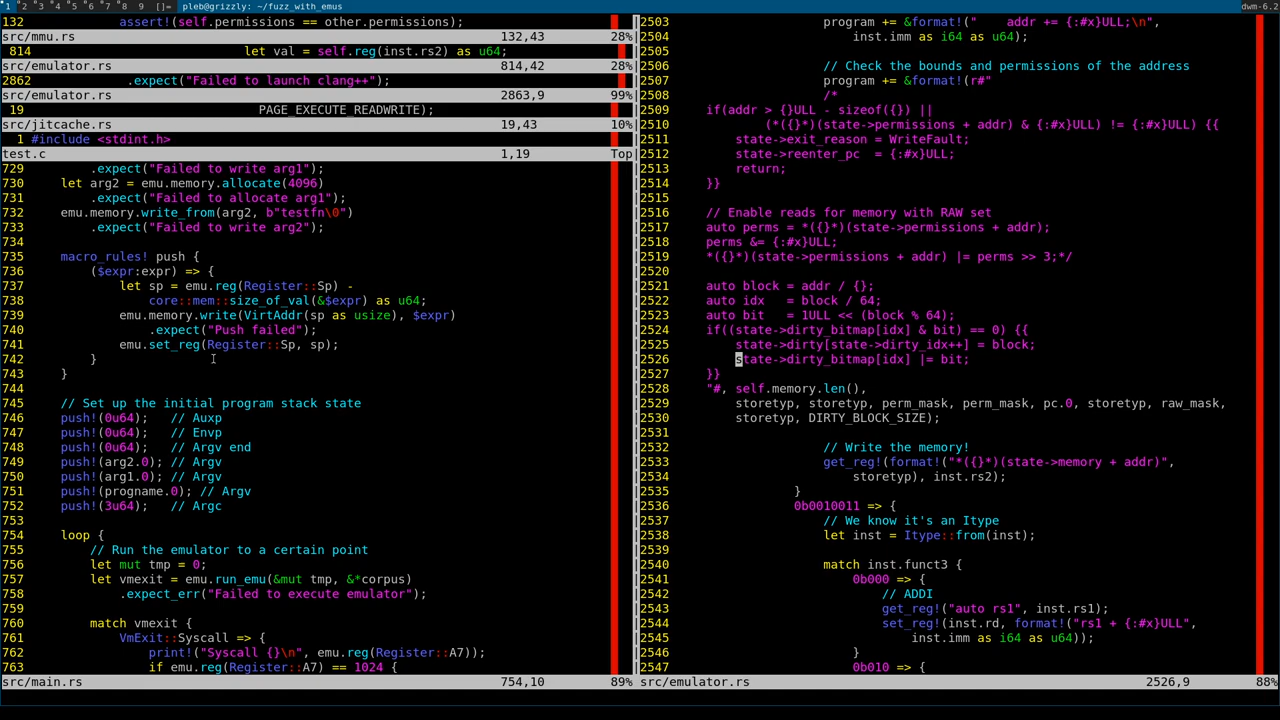 1 2 3 4 5 6 7 8 9 []= pleb@grizzly: ~/fuzz_with_emus dwm-6.2
132 assert!(self.permissions == other.permissions);
src/mmu.rs 132,43 28%
814 let val = self.reg(inst.rs2) as u64;
src/emulator.rs 814,42 28%
2862 .expect("Failed to launch clang++");
src/emulator.rs 2863,9 99%
19 PAGE_EXECUTE_READWRITE);
src/jitcache.rs 19,43 10%
1 #include <stdint.h>
test.c 1,19 Top
729 .expect("Failed to write arg1");
730 let arg2 = emu.memory.allocate(4096)
731 .expect("Failed to allocate arg1");
732 emu.memory.write_from(arg2, b"testfn\0")
733 .expect("Failed to write arg2");
734
735 macro_rules! push {
736 ($expr:expr) => {
737 let sp = emu.reg(Register::Sp) -
738 core::mem::size_of_val(&$expr) as u64;
739 emu.memory.write(VirtAddr(sp as usize), $expr)
740 .expect("Push failed");
741 emu.set_reg(Register::Sp, sp);
742 }
743 }
744
745 // Set up the initial program stack state
746 push!(0u64); // Auxp
747 push!(0u64); // Envp
748 push!(0u64); // Argv end
749 push!(arg2.0); // Argv
750 push!(arg1.0); // Argv
751 push!(progname.0); // Argv
752 push!(3u64); // Argc
753
754 loop {
755 // Run the emulator to a certain point
756 let mut tmp = 0;
757 let vmexit = emu.run_emu(&mut tmp, &*corpus)
758 .expect_err("Failed to execute emulator");
759
760 match vmexit {
761 VmExit::Syscall => {
762 print!("Syscall {}\n", emu.reg(Register::A7));
763 if emu.reg(Register::A7) == 1024 {
src/main.rs 754,10 89%
2503 program += &format!(" addr += {:#x}ULL;\n",
2504 inst.imm as i64 as u64);
2505
2506 // Check the bounds and permissions of the address
2507 program += &format!(r#"
2508 /*
2509 if(addr > {}ULL - sizeof({}) ||
2510 (*({}*)(state->permissions + addr) & {:#x}ULL) != {:#x}ULL) {{
2511 state->exit_reason = WriteFault;
2512 state->reenter_pc = {:#x}ULL;
2513 return;
2514 }}
2515
2516 // Enable reads for memory with RAW set
2517 auto perms = *({}*)(state->permissions + addr);
2518 perms &= {:#x}ULL;
2519 *({}*)(state->permissions + addr) |= perms >> 3;*/
2520
2521 auto block = addr / {};
2522 auto idx = block / 64;
2523 auto bit = 1ULL << (block % 64);
2524 if((state->dirty_bitmap[idx] & bit) == 0) {{
2525 state->dirty[state->dirty_idx++] = block;
2526 state->dirty_bitmap[idx] |= bit;
2527 }}
2528 "#, self.memory.len(),
2529 storetyp, storetyp, perm_mask, perm_mask, pc.0, storetyp, raw_mask,
2530 storetyp, DIRTY_BLOCK_SIZE);
2531
2532 // Write the memory!
2533 get_reg!(format!("*({}*)(state->memory + addr)",
2534 storetyp), inst.rs2);
2535 }
2536 0b0010011 => {
2537 // We know it's an Itype
2538 let inst = Itype::from(inst);
2539
2540 match inst.funct3 {
2541 0b000 => {
2542 // ADDI
2543 get_reg!("auto rs1", inst.rs1);
2544 set_reg!(inst.rd, format!("rs1 + {:#x}ULL",
2545 inst.imm as i64 as u64));
2546 }
2547 0b010 => {
src/emulator.rs 2526,9 88%